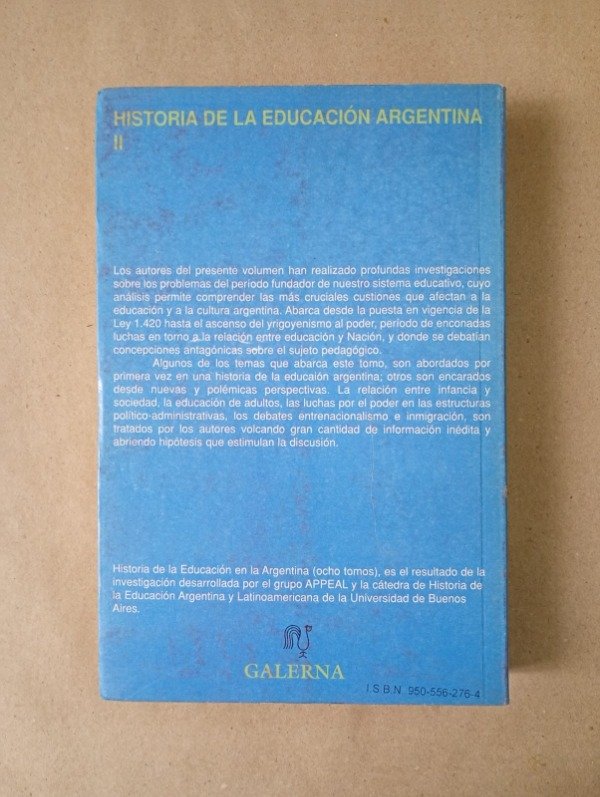 HISTORIA DE LA EDUCACIÓN ARGENTINA
II
Los autores del presente volumen han realizado profundas investigaciones
sobre los problemas del período fundador de nuestro sistema educativo, cuyo
análisis permite comprender las más cruciales custiones que afectan a la
educación y a la cultura argentina. Abarca desde la puesta en vigencia de la
Ley 1.420 hasta el ascenso del yrigoyenismo al poder, período de enconadas
luchas en torno a la relación entre educación y Nación, y donde se debatían
concepciones antagónicas sobre el sujeto pedagógico.
Algunos de los temas que abarca este tomo, son abordados por
primera vez en una historia de la educaión argentina; otros son encarados
desde nuevas y polémicas perspectivas. La relación entre infancia y
sociedad, la educación de adultos, las luchas por el poder en las estructuras
político-administrativas, los debates entrenacionalismo e inmigración, son
tratados por los autores volcando gran cantidad de información inédita y
abriendo hipótesis que estimulan la discusión.
Historia de la Educación en la Argentina (ocho tomos), es el resultado de la
investigación desarrollada por el grupo APPEAL y la cátedra de Historia de
la Educación Argentina y Latinoamericana de la Universidad de Buenos
Aires.
GALERNA
I.S.B.N. 950-556-276-4